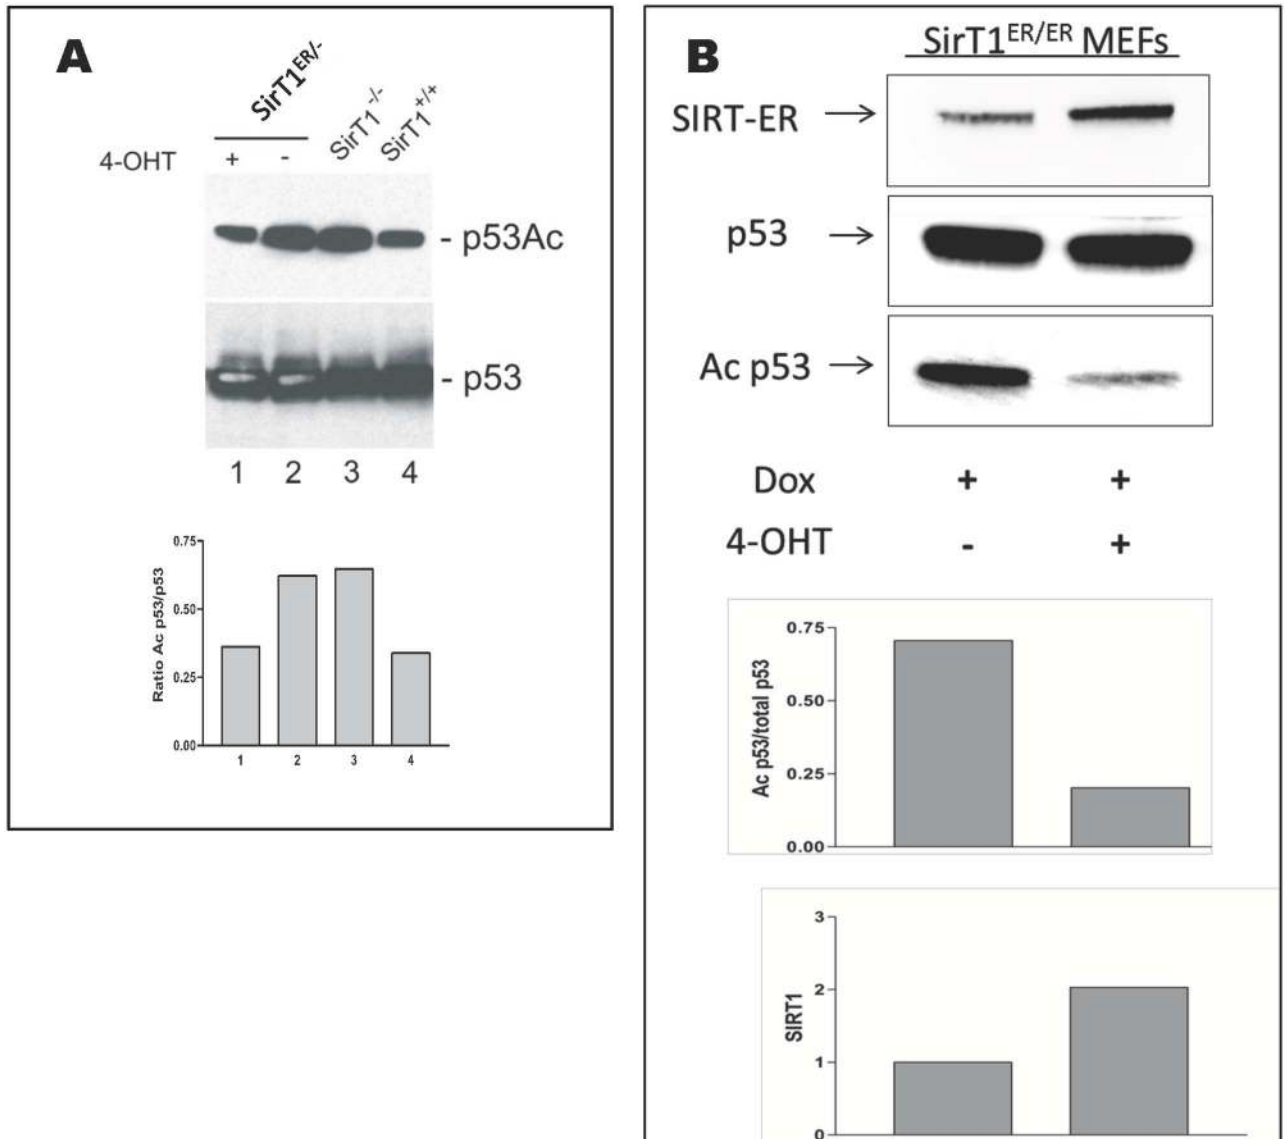 A
SirT1ER/-
SirT1-/-
SirT1+/+
4-OHT + -
- p53Ac
- p53
1 2 3 4
Ratio Ac p53/p53
0.75
0.50
0.25
0.00
1 2 3 4
B
SirT1ER/ER MEFs
SIRT-ER →
p53 →
Ac p53 →
Dox + +
4-OHT - +
Ac p53/total p53
0.75
0.50
0.25
0.00
SIRT1
3
2
1
0